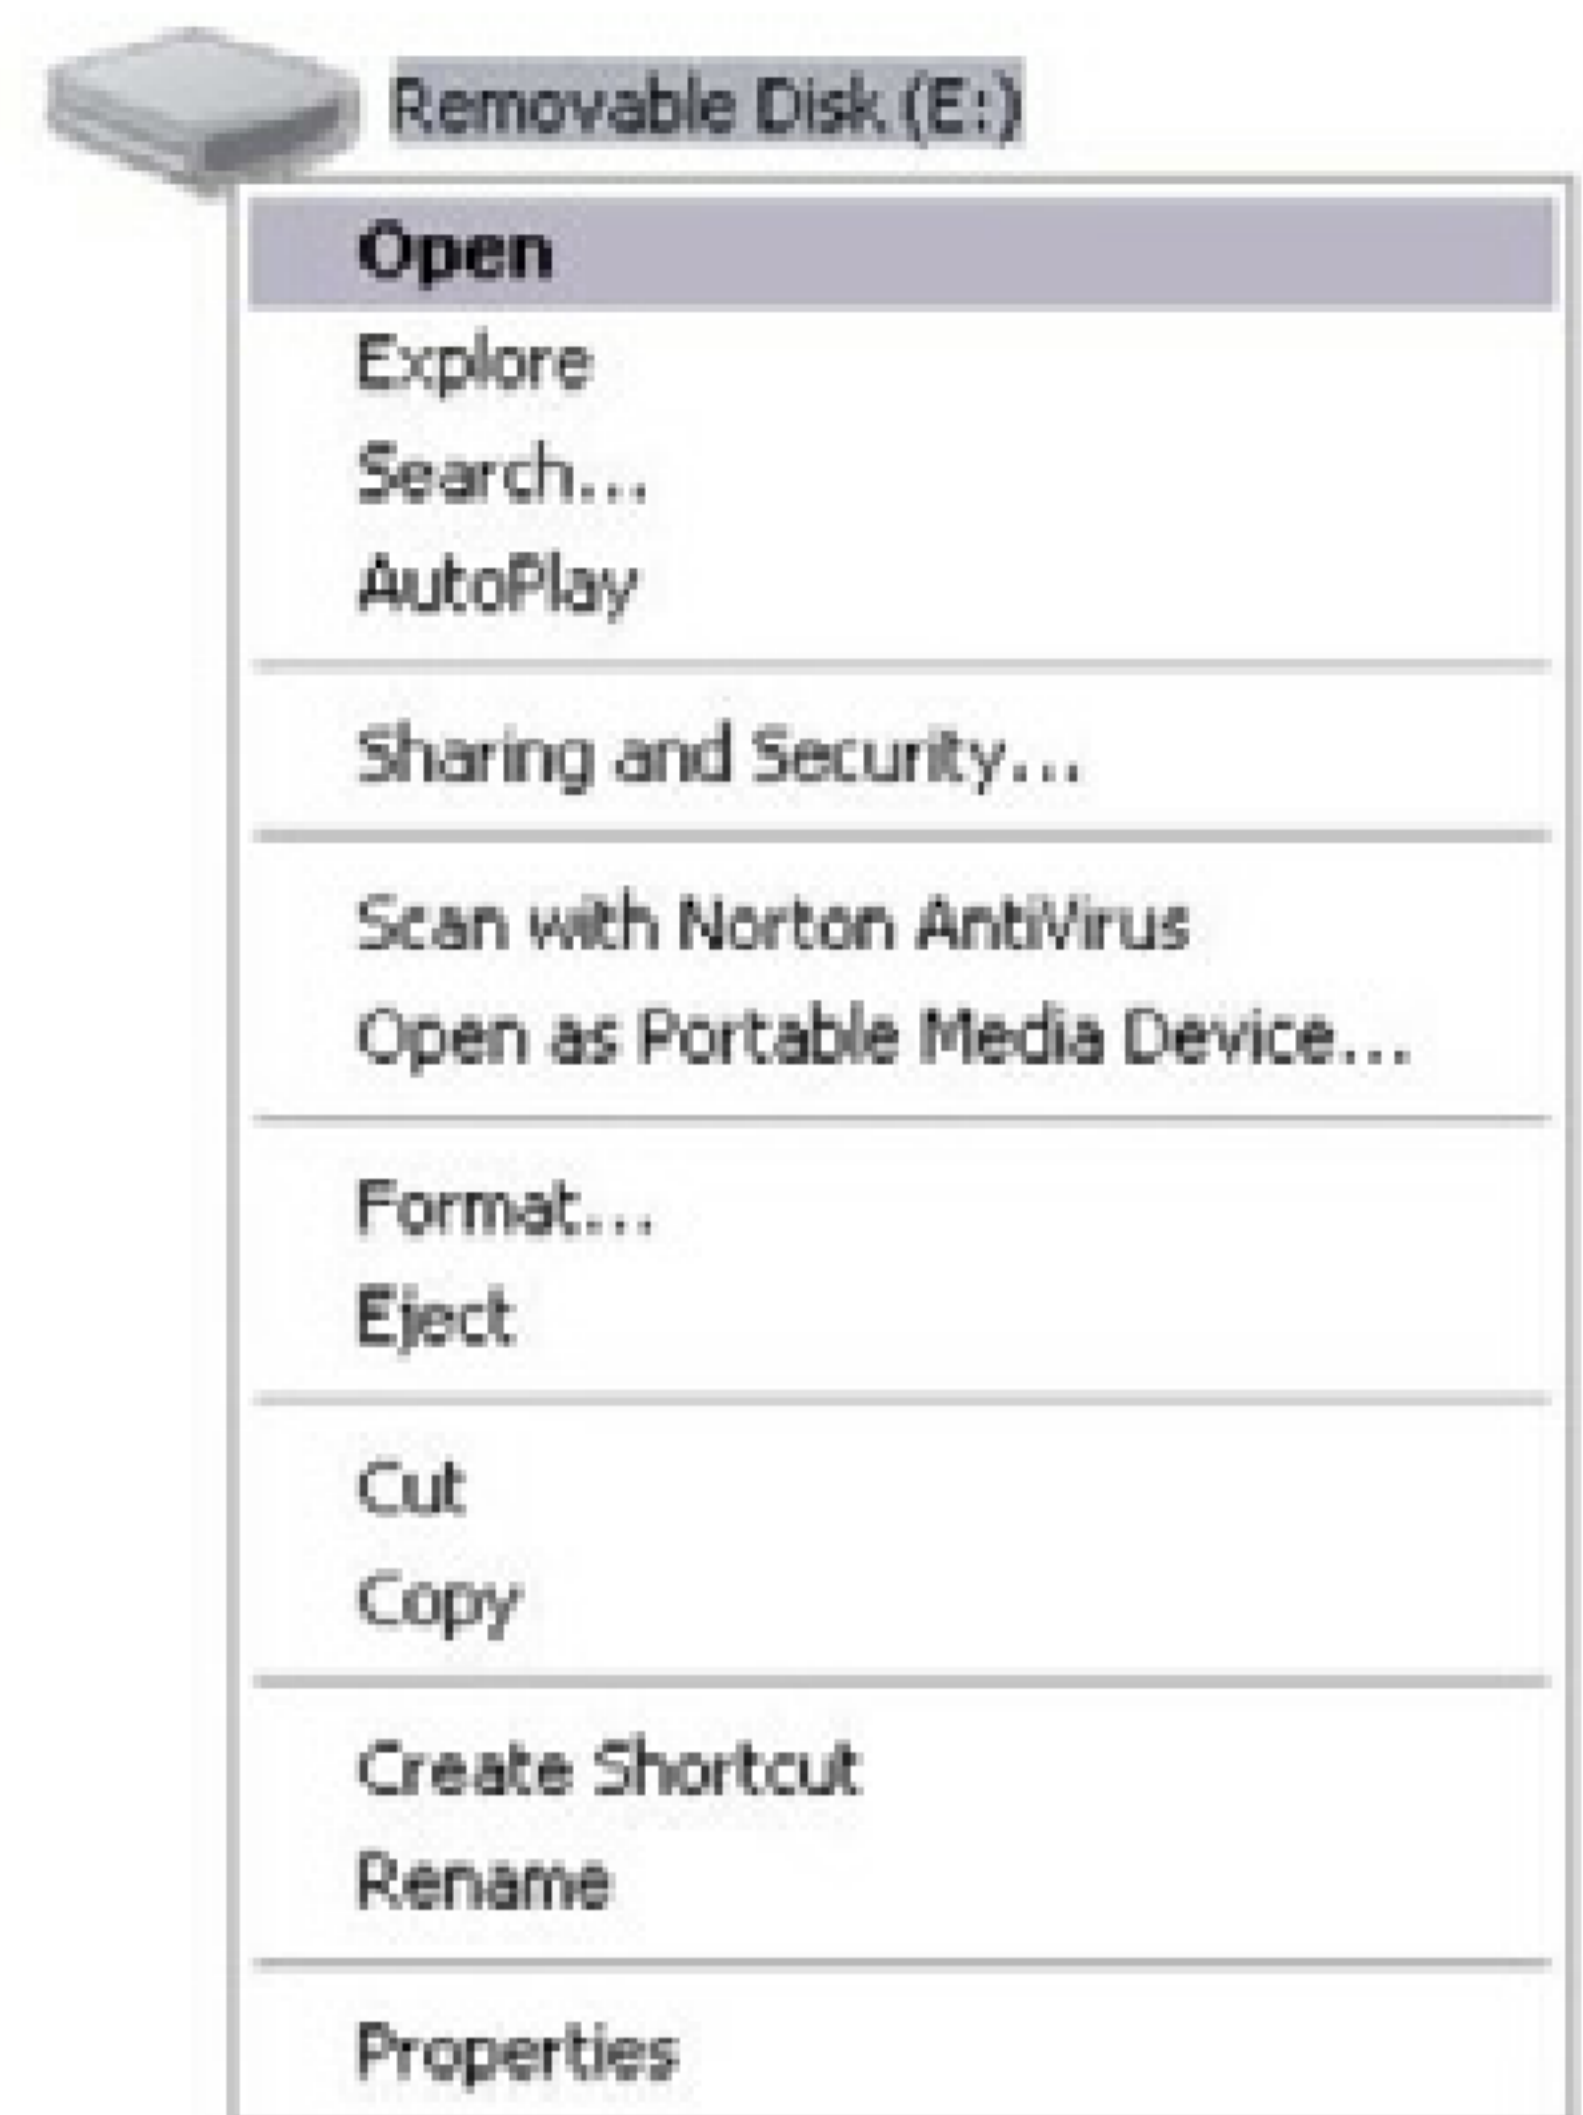 Removable Disk (E:)
Open
Explore
Search...
AutoPlay
Sharing and Security...
Scan with Norton AntiVirus
Open as Portable Media Device...
Format...
Eject
Cut
Copy
Create Shortcut
Rename
Properties